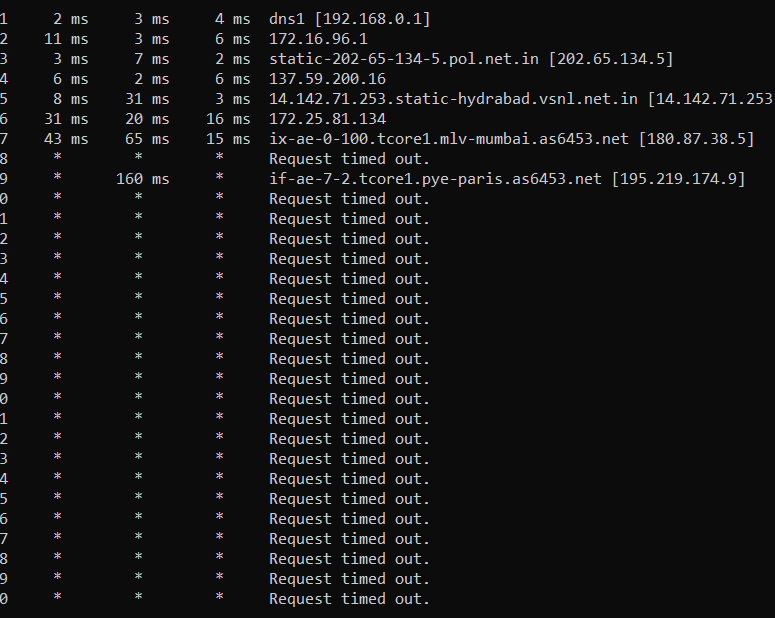 1 2 ms 3 ms 4 ms dns1 [192.168.0.1]
2 11 ms 3 ms 6 ms 172.16.96.1
3 3 ms 7 ms 2 ms static-202-65-134-5.pol.net.in [202.65.134.5]
4 6 ms 2 ms 6 ms 137.59.200.16
5 8 ms 31 ms 3 ms 14.142.71.253.static-hydrabad.vsnl.net.in [14.142.71.253
6 31 ms 20 ms 16 ms 172.25.81.134
7 43 ms 65 ms 15 ms ix-ae-0-100.tcore1.mlv-mumbai.as6453.net [180.87.38.5]
8 * * * Request timed out.
9 * 160 ms * if-ae-7-2.tcore1.pye-paris.as6453.net [195.219.174.9]
0 * * * Request timed out.
1 * * * Request timed out.
2 * * * Request timed out.
3 * * * Request timed out.
4 * * * Request timed out.
5 * * * Request timed out.
6 * * * Request timed out.
7 * * * Request timed out.
8 * * * Request timed out.
9 * * * Request timed out.
0 * * * Request timed out.
1 * * * Request timed out.
2 * * * Request timed out.
3 * * * Request timed out.
4 * * * Request timed out.
5 * * * Request timed out.
6 * * * Request timed out.
7 * * * Request timed out.
8 * * * Request timed out.
9 * * * Request timed out.
0 * * * Request timed out.